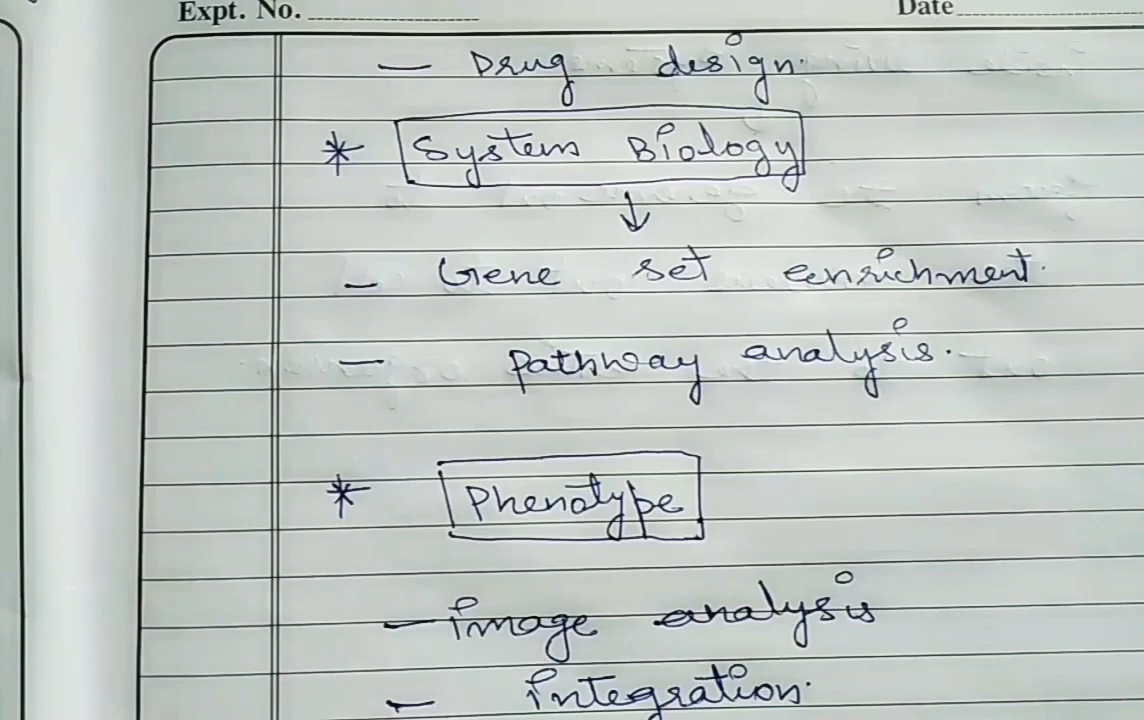 Expt. No.
Date
- Drug design.
* System Biology
↓
- Gene set enrichment.
- Pathway analysis.
* Phenotype
- Image analysis
- Integration.